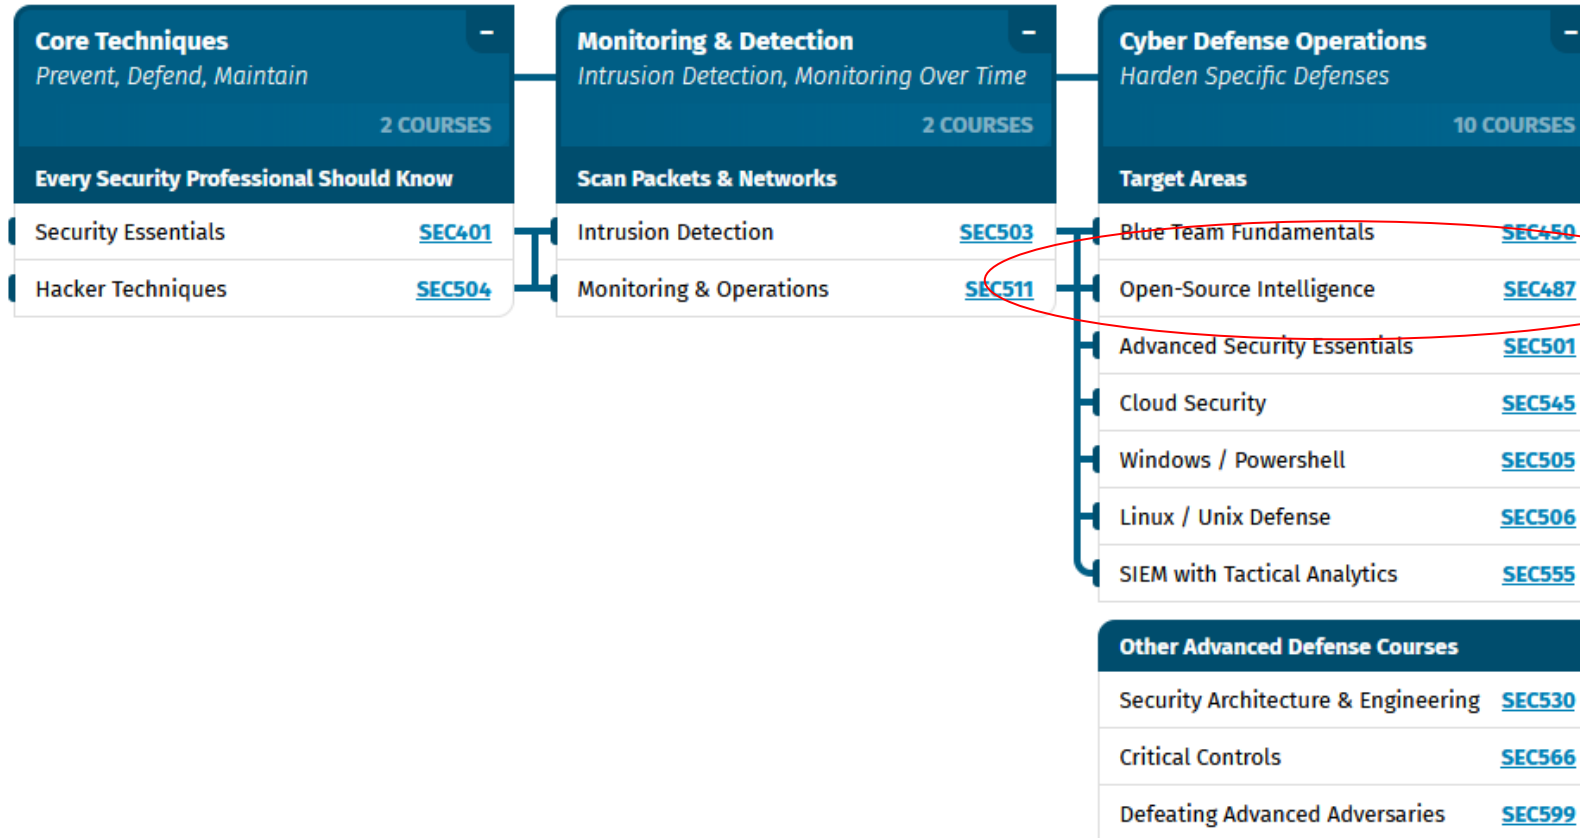 Core Techniques
Prevent, Defend, Maintain
2 COURSES
Every Security Professional Should Know
Security Essentials SEC401
Hacker Techniques SEC504
Monitoring & Detection
Intrusion Detection, Monitoring Over Time
2 COURSES
Scan Packets & Networks
Intrusion Detection SEC503
Monitoring & Operations SEC511
Cyber Defense Operations
Harden Specific Defenses
10 COURSES
Target Areas
Blue Team Fundamentals SEC450
Open-Source Intelligence SEC487
Advanced Security Essentials SEC501
Cloud Security SEC545
Windows / Powershell SEC505
Linux / Unix Defense SEC506
SIEM with Tactical Analytics SEC555
Other Advanced Defense Courses
Security Architecture & Engineering SEC530
Critical Controls SEC566
Defeating Advanced Adversaries SEC599